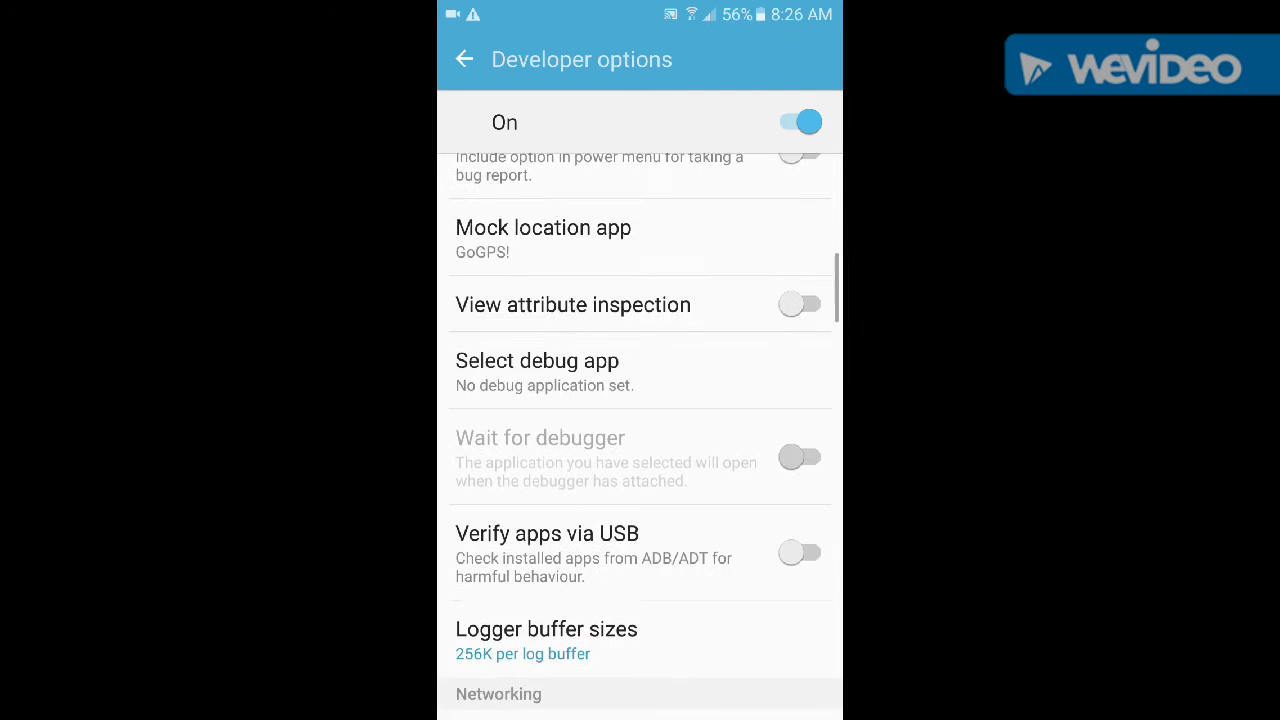 56% 8:26 AM
WEVIDEO
Developer options
On
Include option in power menu for taking a
bug report.
Mock location app
GoGPS!
View attribute inspection
Select debug app
No debug application set.
Wait for debugger
The application you have selected will open
when the debugger has attached.
Verify apps via USB
Check installed apps from ADB/ADT for
harmful behaviour.
Logger buffer sizes
256K per log buffer
Networking